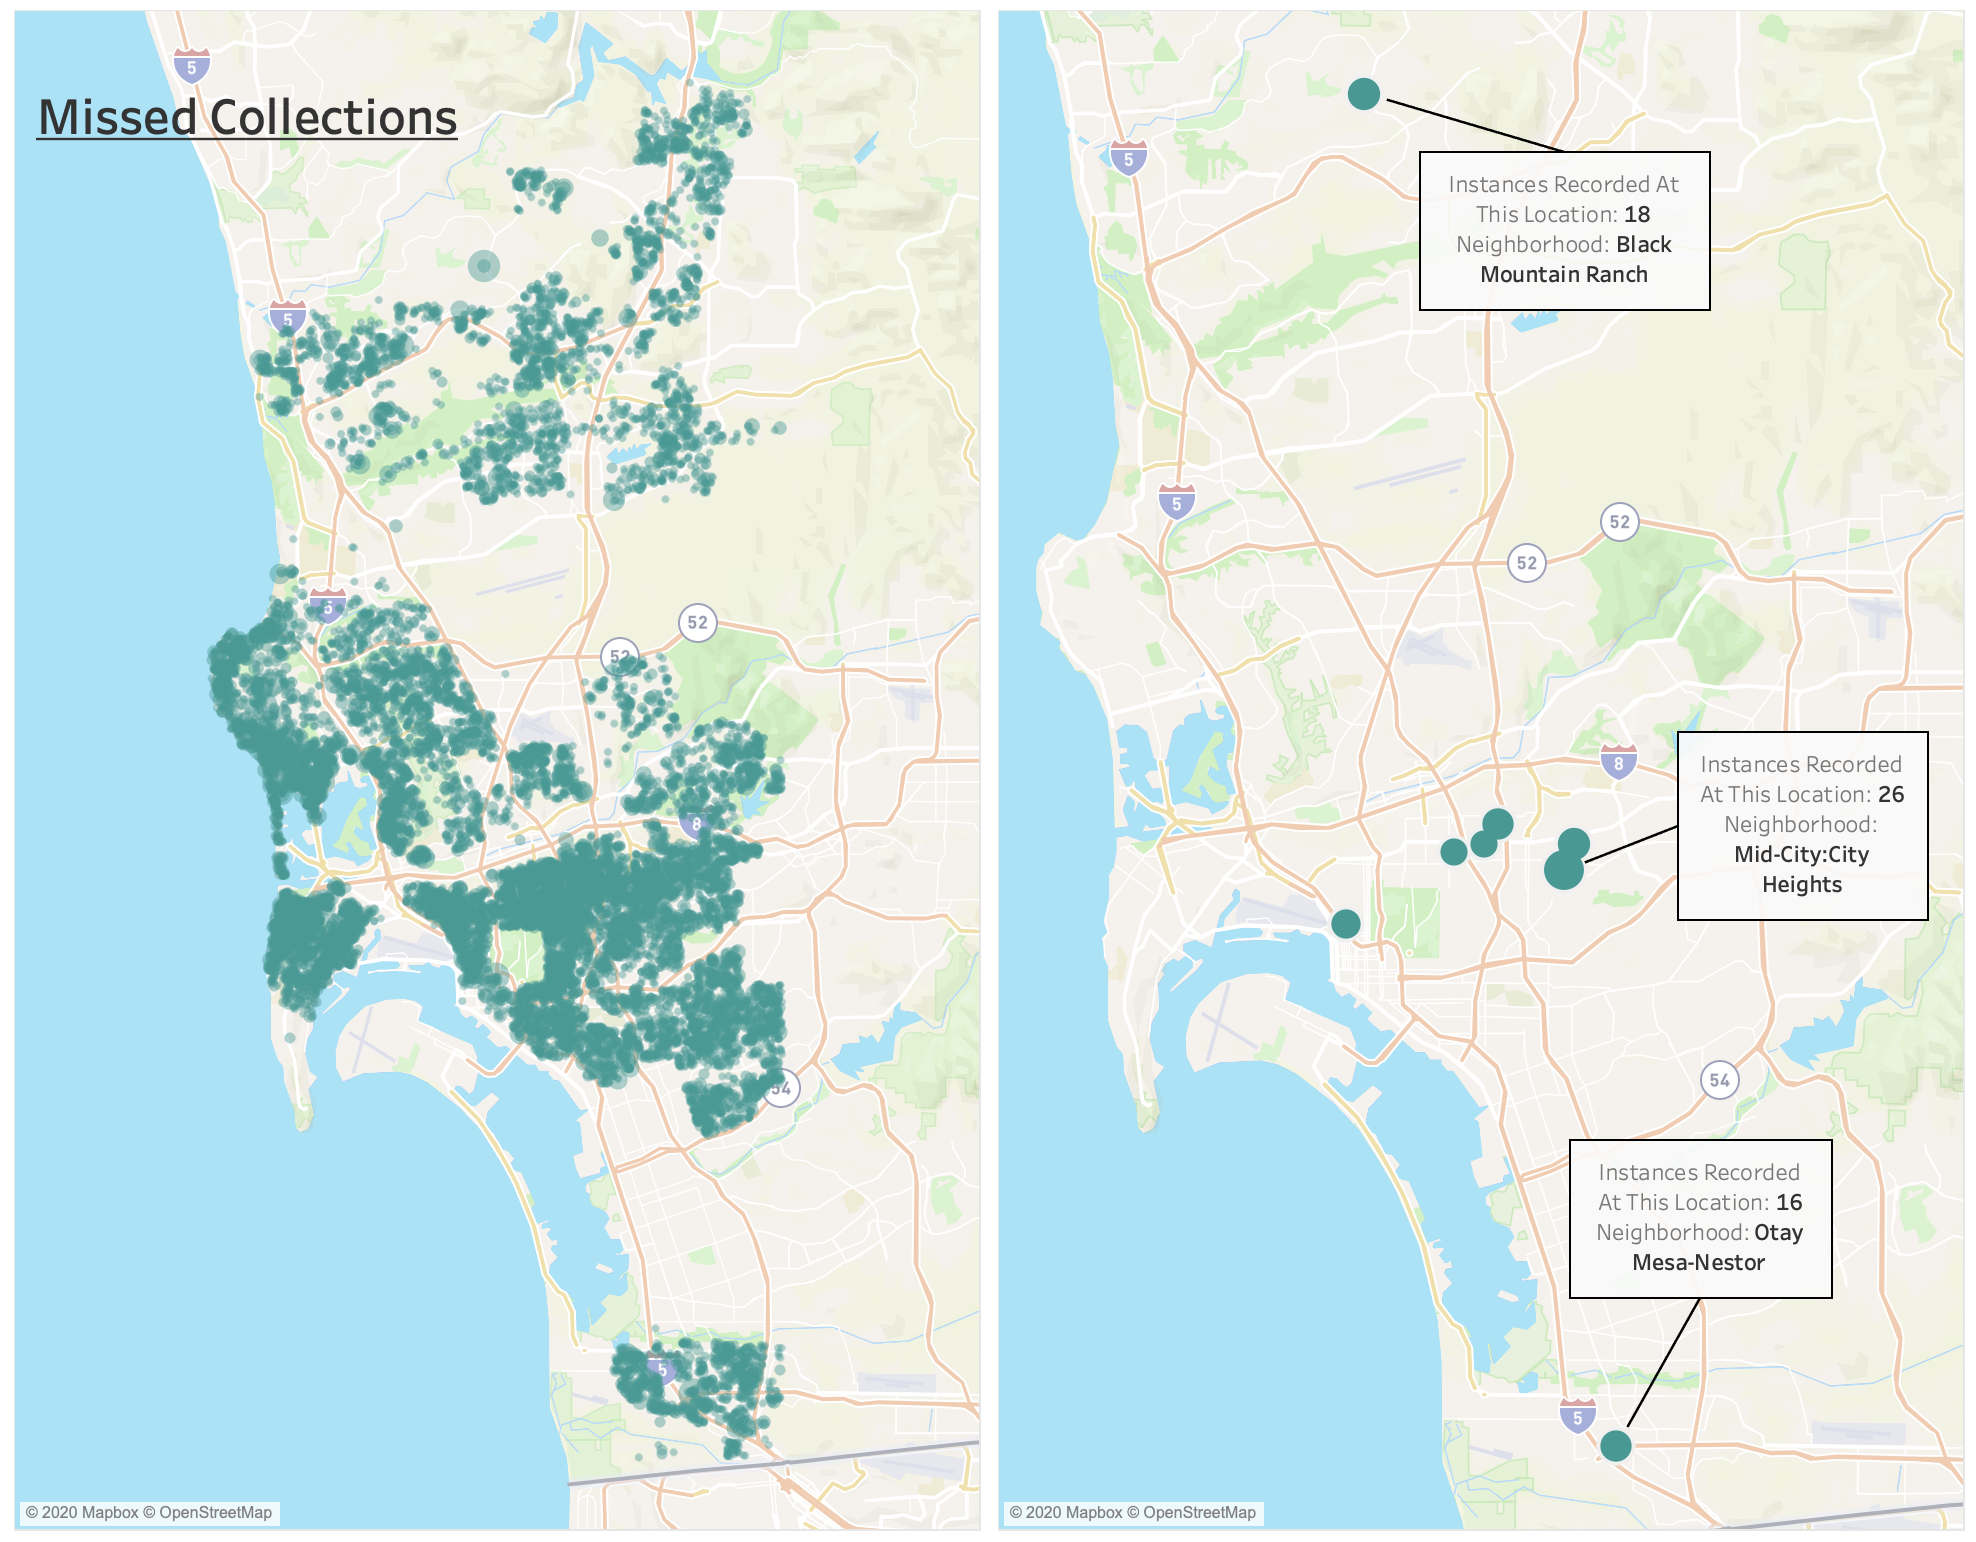 Missed Collections
5
5
5
52
52
8
54
5
© 2020 Mapbox © OpenStreetMap
5
Instances Recorded At
This Location: 18
Neighborhood: Black
Mountain Ranch
5
52
52
8
Instances Recorded
At This Location: 26
Neighborhood:
Mid-City:City
Heights
54
Instances Recorded
At This Location: 16
Neighborhood: Otay
Mesa-Nestor
5
© 2020 Mapbox © OpenStreetMap